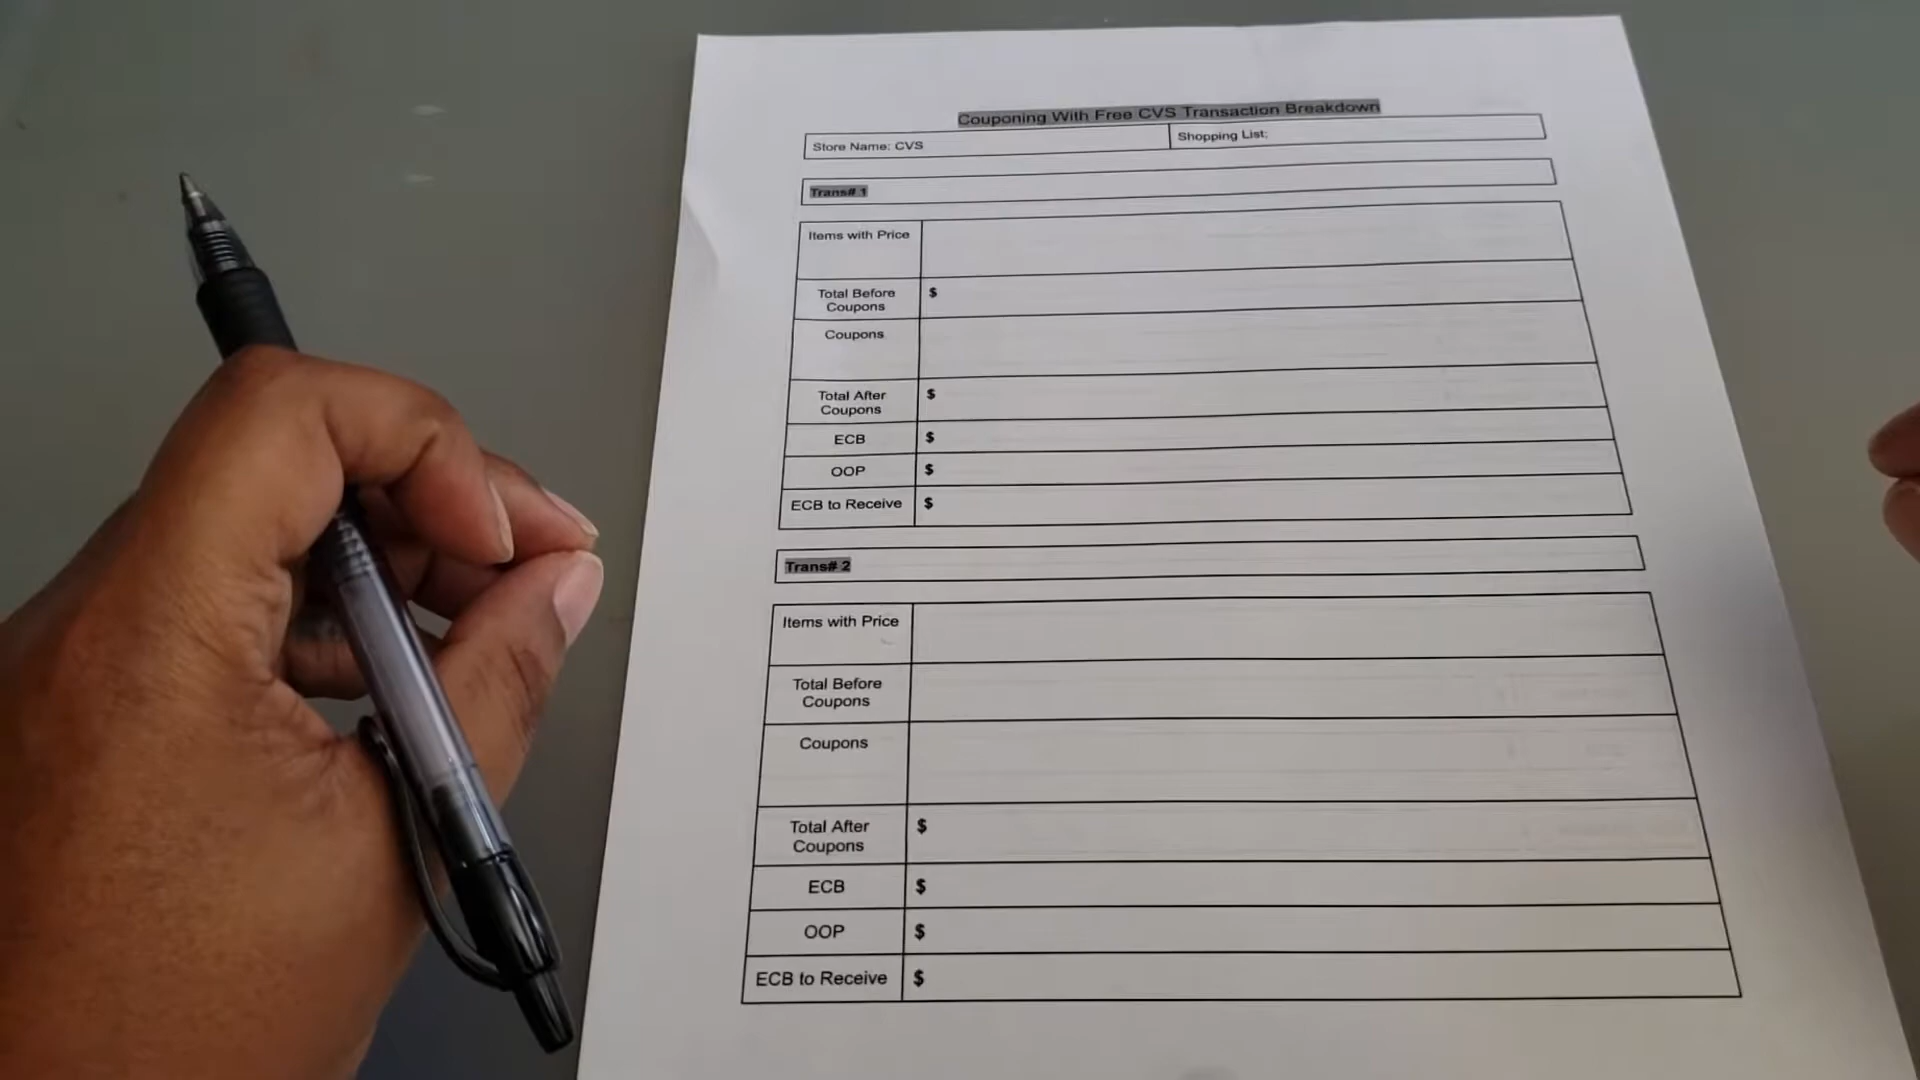 Couponing With Free CVS Transaction Breakdown
Store Name: CVS
Shopping List:
Trans# 1
Items with Price
Total Before
Coupons
$
Coupons
Total After
Coupons
$
ECB
$
OOP
$
ECB to Receive
$
Trans# 2
Items with Price
Total Before
Coupons
Coupons
Total After
Coupons
$
ECB
$
OOP
$
ECB to Receive
$